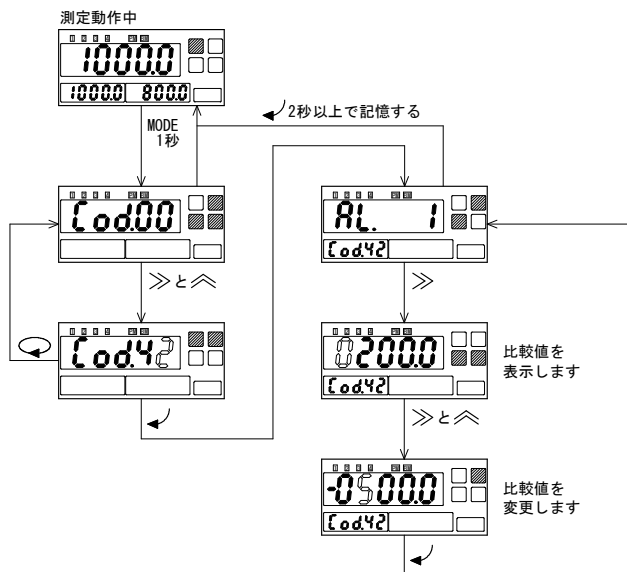 測定動作中
1000.0
1000.0 800.0
MODE
1秒
2秒以上で記憶する
Cod.00
≫と︽
Cod.42
AL. 1
Cod.42
≫
0200.0
Cod.42
比較値を
表示します
≫と︽
-0500.0
Cod.42
比較値を
変更します